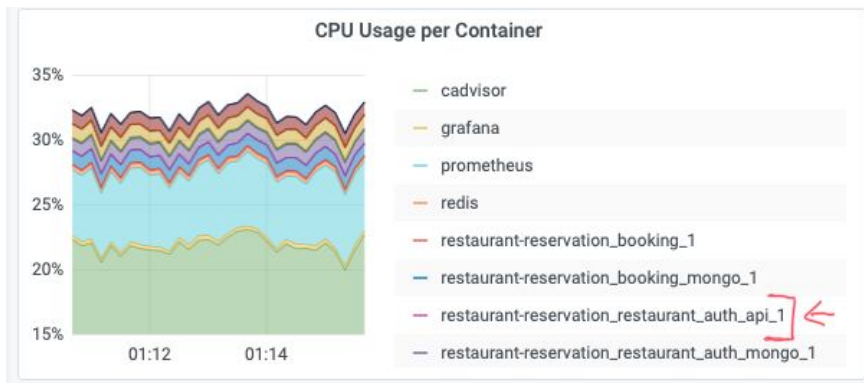 CPU Usage per Container
35%
30%
25%
20%
15%
01:12 01:14
cadvisor
grafana
prometheus
redis
restaurant-reservation_booking_1
restaurant-reservation_booking_mongo_1
restaurant-reservation_restaurant_auth_api_1
restaurant-reservation_restaurant_auth_mongo_1